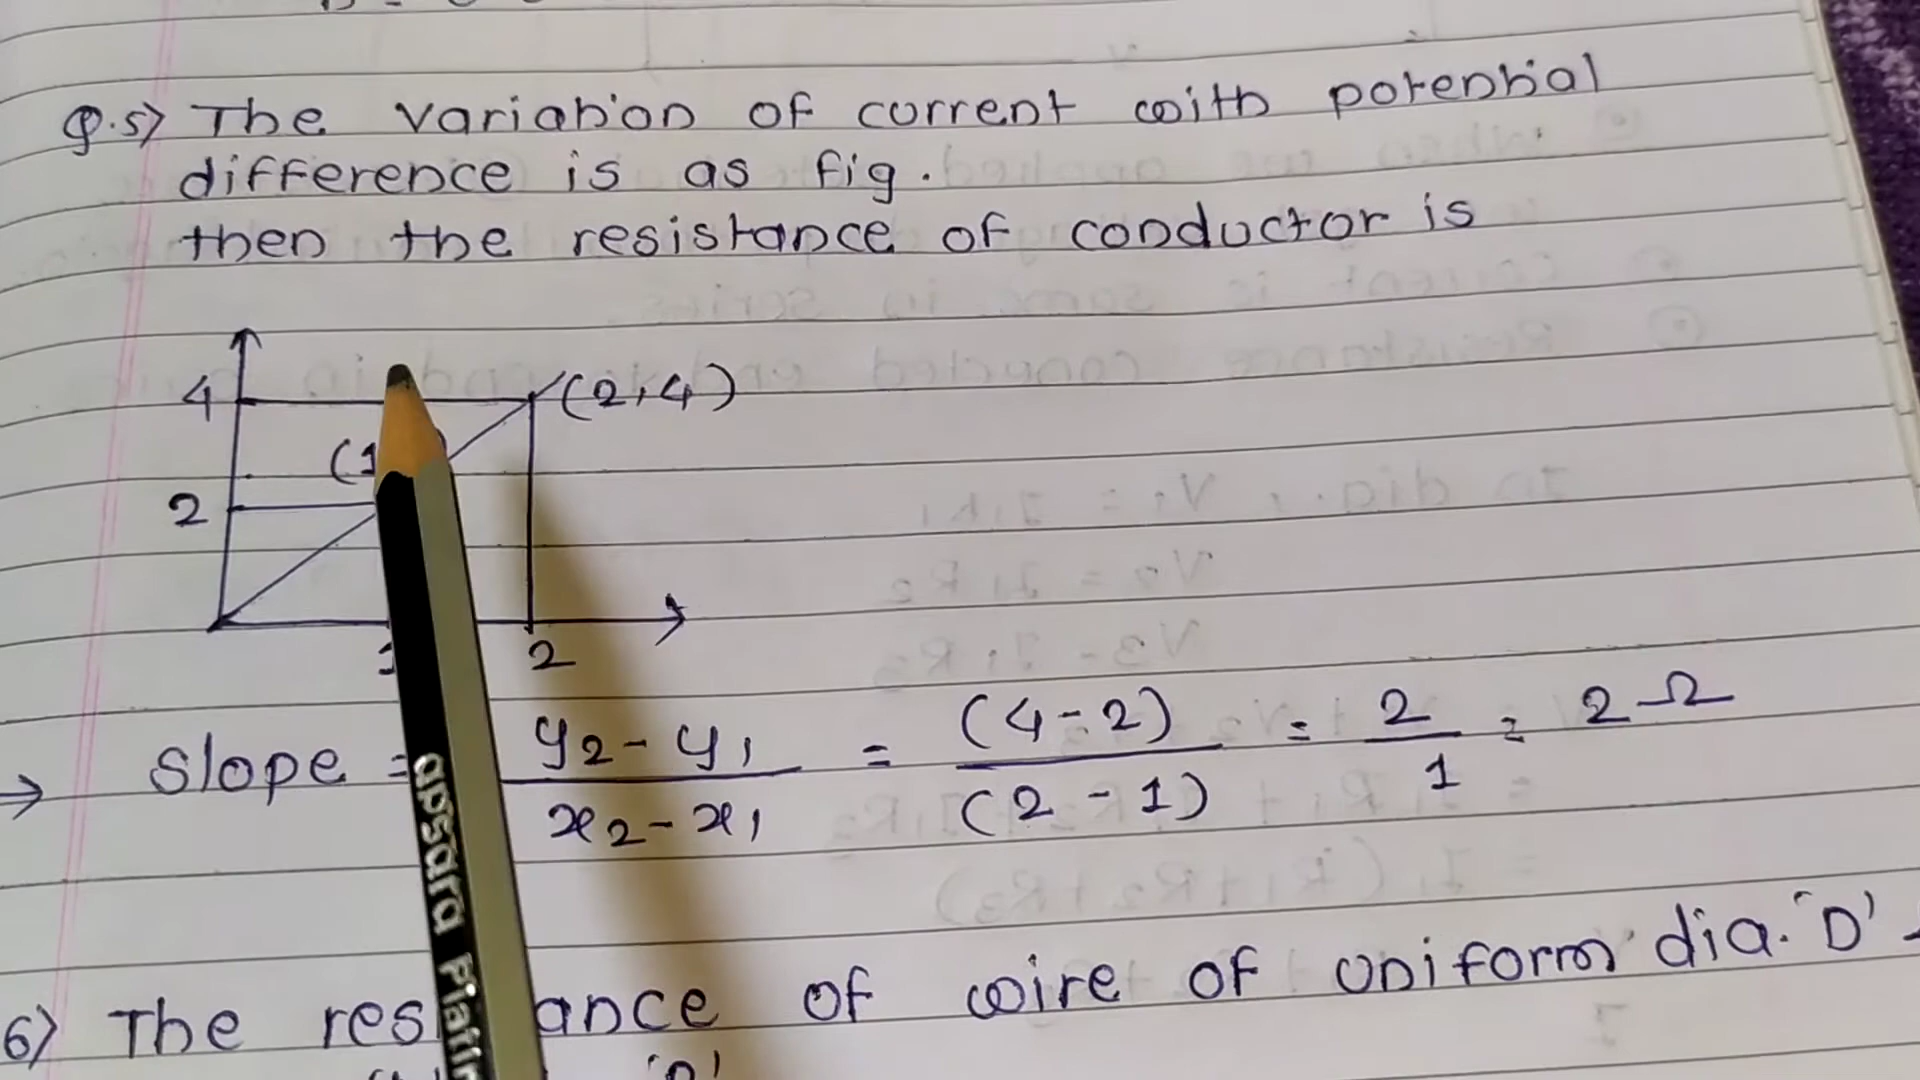 Q.5) The variation of current with potential
difference is as fig.
then the resistance of conductor is
4
(2,4)
(1
2
2
slope = y2 - y1 / x2 - x1 = (4-2) / (2-1) = 2 / 1 = 2 Ω
6) The res ance of wire of uniform dia. 'D'
apsara Platin